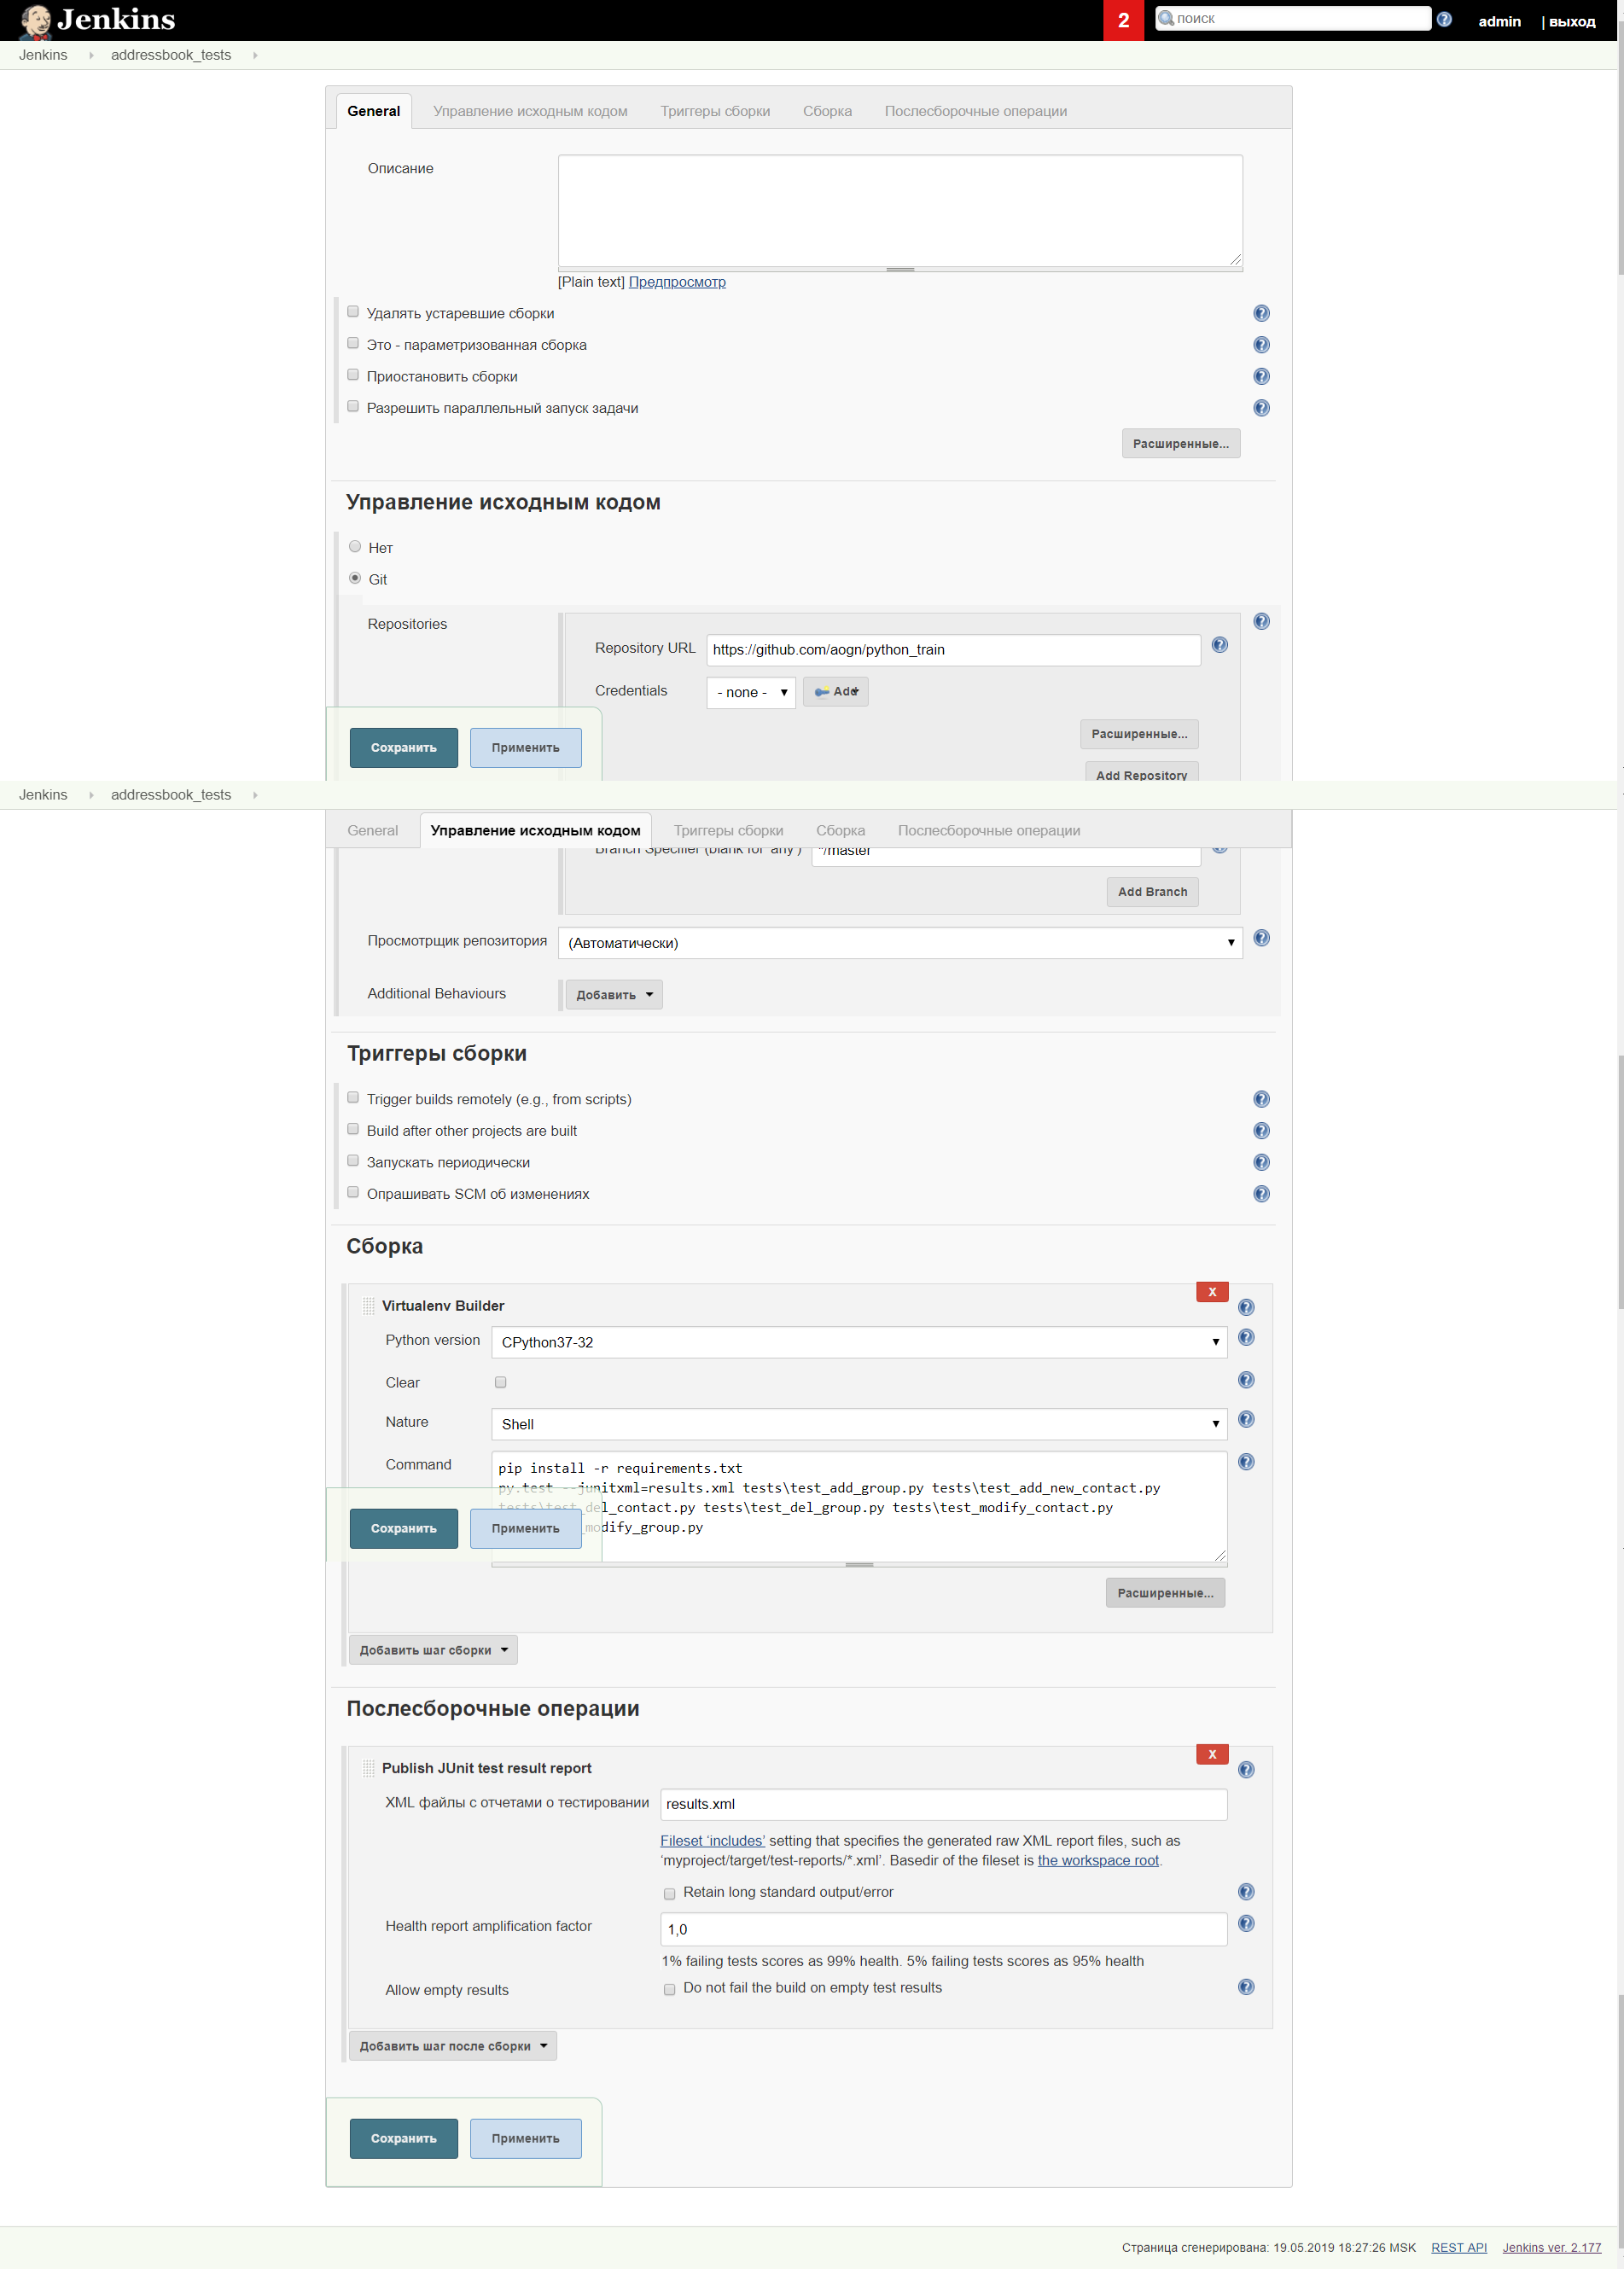 Jenkins
2
поиск
admin
| выход
Jenkins
addressbook_tests
General
Управление исходным кодом
Триггеры сборки
Сборка
Послесборочные операции
Описание
[Plain text] Предпросмотр
Удалять устаревшие сборки
Это - параметризованная сборка
Приостановить сборки
Разрешить параллельный запуск задачи
Расширенные...
Управление исходным кодом
Нет
Git
Repositories
Repository URL
https://github.com/aogn/python_train
Credentials
- none -
Add
Расширенные...
Сохранить
Применить
Add Repository
Jenkins
addressbook_tests
General
Управление исходным кодом
Триггеры сборки
Сборка
Послесборочные операции
Branch Specifier (blank for 'any')
*/master
Add Branch
Просмотрщик репозитория
(Автоматически)
Additional Behaviours
Добавить
Триггеры сборки
Trigger builds remotely (e.g., from scripts)
Build after other projects are built
Запускать периодически
Опрашивать SCM об изменениях
Сборка
X
Virtualenv Builder
Python version
CPython37-32
Clear
Nature
Shell
Command
pip install -r requirements.txt
py.test --junitxml=results.xml tests\test_add_group.py tests\test_add_new_contact.py
tests\test_del_contact.py tests\test_del_group.py tests\test_modify_contact.py
_modify_group.py
Сохранить
Применить
Расширенные...
Добавить шаг сборки
Послесборочные операции
X
Publish JUnit test result report
XML файлы с отчетами о тестировании
results.xml
Fileset ‘includes’ setting that specifies the generated raw XML report files, such as
‘myproject/target/test-reports/*.xml’. Basedir of the fileset is the workspace root.
Retain long standard output/error
Health report amplification factor
1,0
1% failing tests scores as 99% health. 5% failing tests scores as 95% health
Allow empty results
Do not fail the build on empty test results
Добавить шаг после сборки
Сохранить
Применить
Страница сгенерирована: 19.05.2019 18:27:26 MSK
REST API
Jenkins ver. 2.177